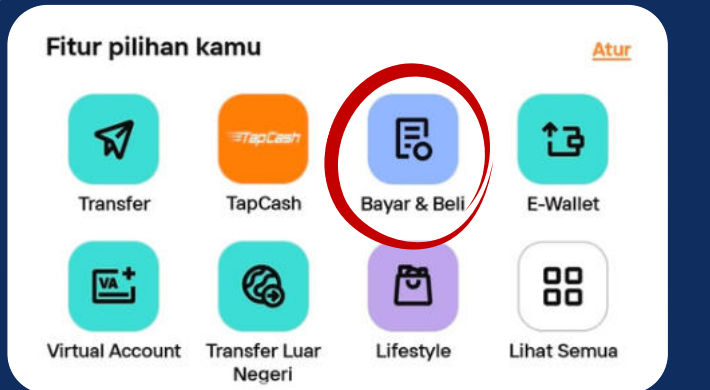 Fitur pilihan kamu
Atur
TapCash
Transfer
TapCash
Bayar & Beli
E-Wallet
VA
Virtual Account
Transfer Luar
Negeri
Lifestyle
Lihat Semua